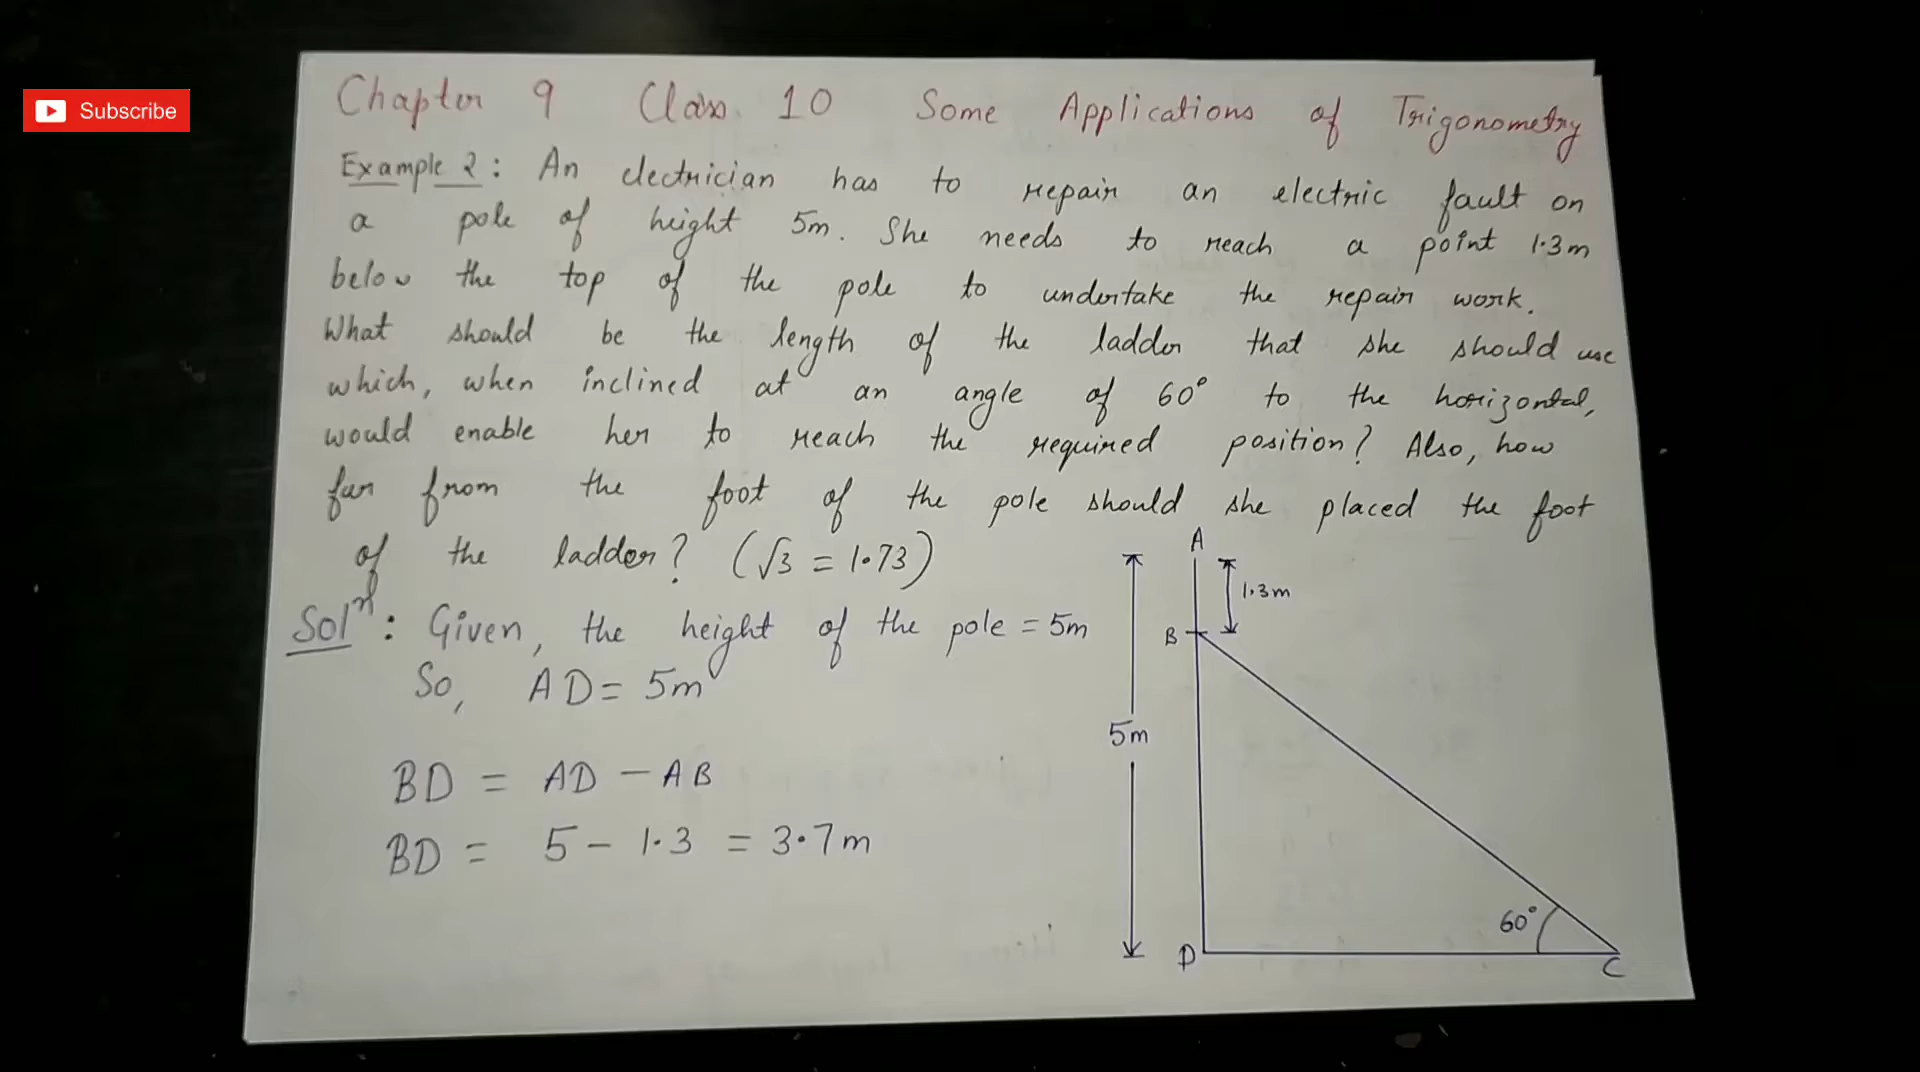 Subscribe
Chapter 9 Class 10 Some Applications of Trigonometry
Example 2: An electrician has to repair an electric fault on
a pole of height 5m. She needs to reach a point 1.3m
below the top of the pole to undertake the repair work.
What should be the length of the ladder that she should use
which, when inclined at an angle of 60° to the horizontal,
would enable her to reach the required position? Also, how
far from the foot of the pole should she placed the foot
of the ladder? (√3 = 1.73)
Solⁿ: Given, the height of the pole = 5m
So, AD = 5m
BD = AD - AB
BD = 5 - 1.3 = 3.7m
A
1.3m
B
5m
60°
D
C